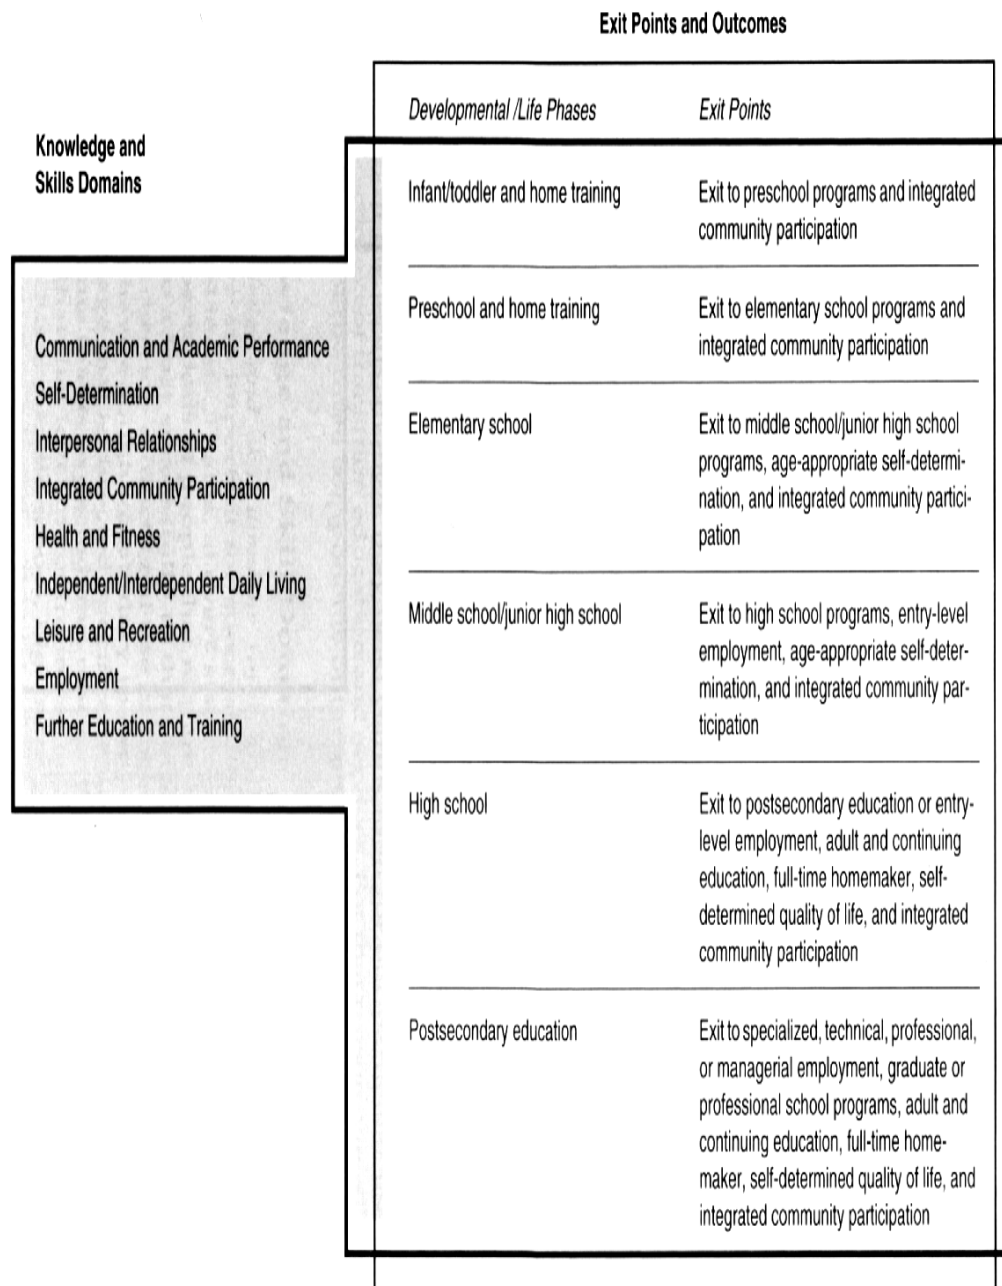 Exit Points and Outcomes
Knowledge and
Skills Domains
Communication and Academic Performance
Self-Determination
Interpersonal Relationships
Integrated Community Participation
Health and Fitness
Independent/Interdependent Daily Living
Leisure and Recreation
Employment
Further Education and Training
Developmental /Life Phases
Exit Points
Infant/toddler and home training
Exit to preschool programs and integrated
community participation
Preschool and home training
Exit to elementary school programs and
integrated community participation
Elementary school
Exit to middle school/junior high school
programs, age-appropriate self-determi-
nation, and integrated community partici-
pation
Middle school/junior high school
Exit to high school programs, entry-level
employment, age-appropriate self-deter-
mination, and integrated community par-
ticipation
High school
Exit to postsecondary education or entry-
level employment, adult and continuing
education, full-time homemaker, self-
determined quality of life, and integrated
community participation
Postsecondary education
Exit to specialized, technical, professional,
or managerial employment, graduate or
professional school programs, adult and
continuing education, full-time home-
maker, self-determined quality of life, and
integrated community participation